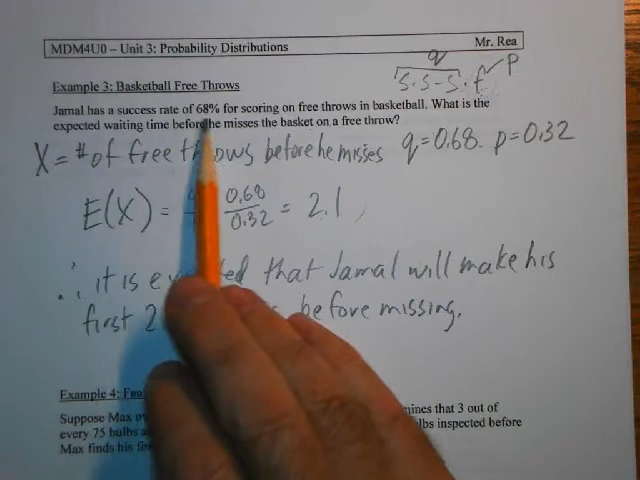 MDM4U0 – Unit 3: Probability Distributions Mr. Rea
q
S·S–S·f p
Example 3: Basketball Free Throws
Jamal has a success rate of 68% for scoring on free throws in basketball. What is the
expected waiting time before he misses the basket on a free throw?
X = # of free throws before he misses q=0.68 p=0.32
E(X) = 0.68/0.32 = 2.1
∴ it is that Jamal will make his
first 2 before missing.
Example 4:
Suppose Max that 3 out of
every 75 bulbs inspected before
Max finds his